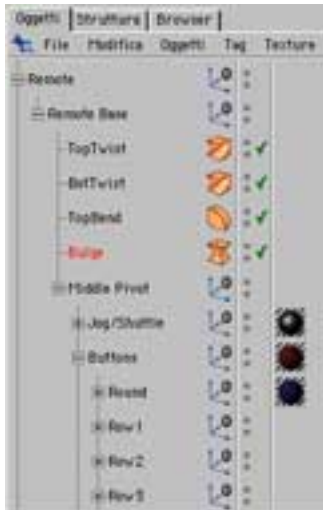 Oggetti Struttura Browser
File Modifica Oggetti Tag Texture
Remote
Remote Base
TopTwist
BotTwist
TopBend
Bulge
Middle Pivot
Jog/Shuttle
Buttons
Round
Row1
Row2
Row3